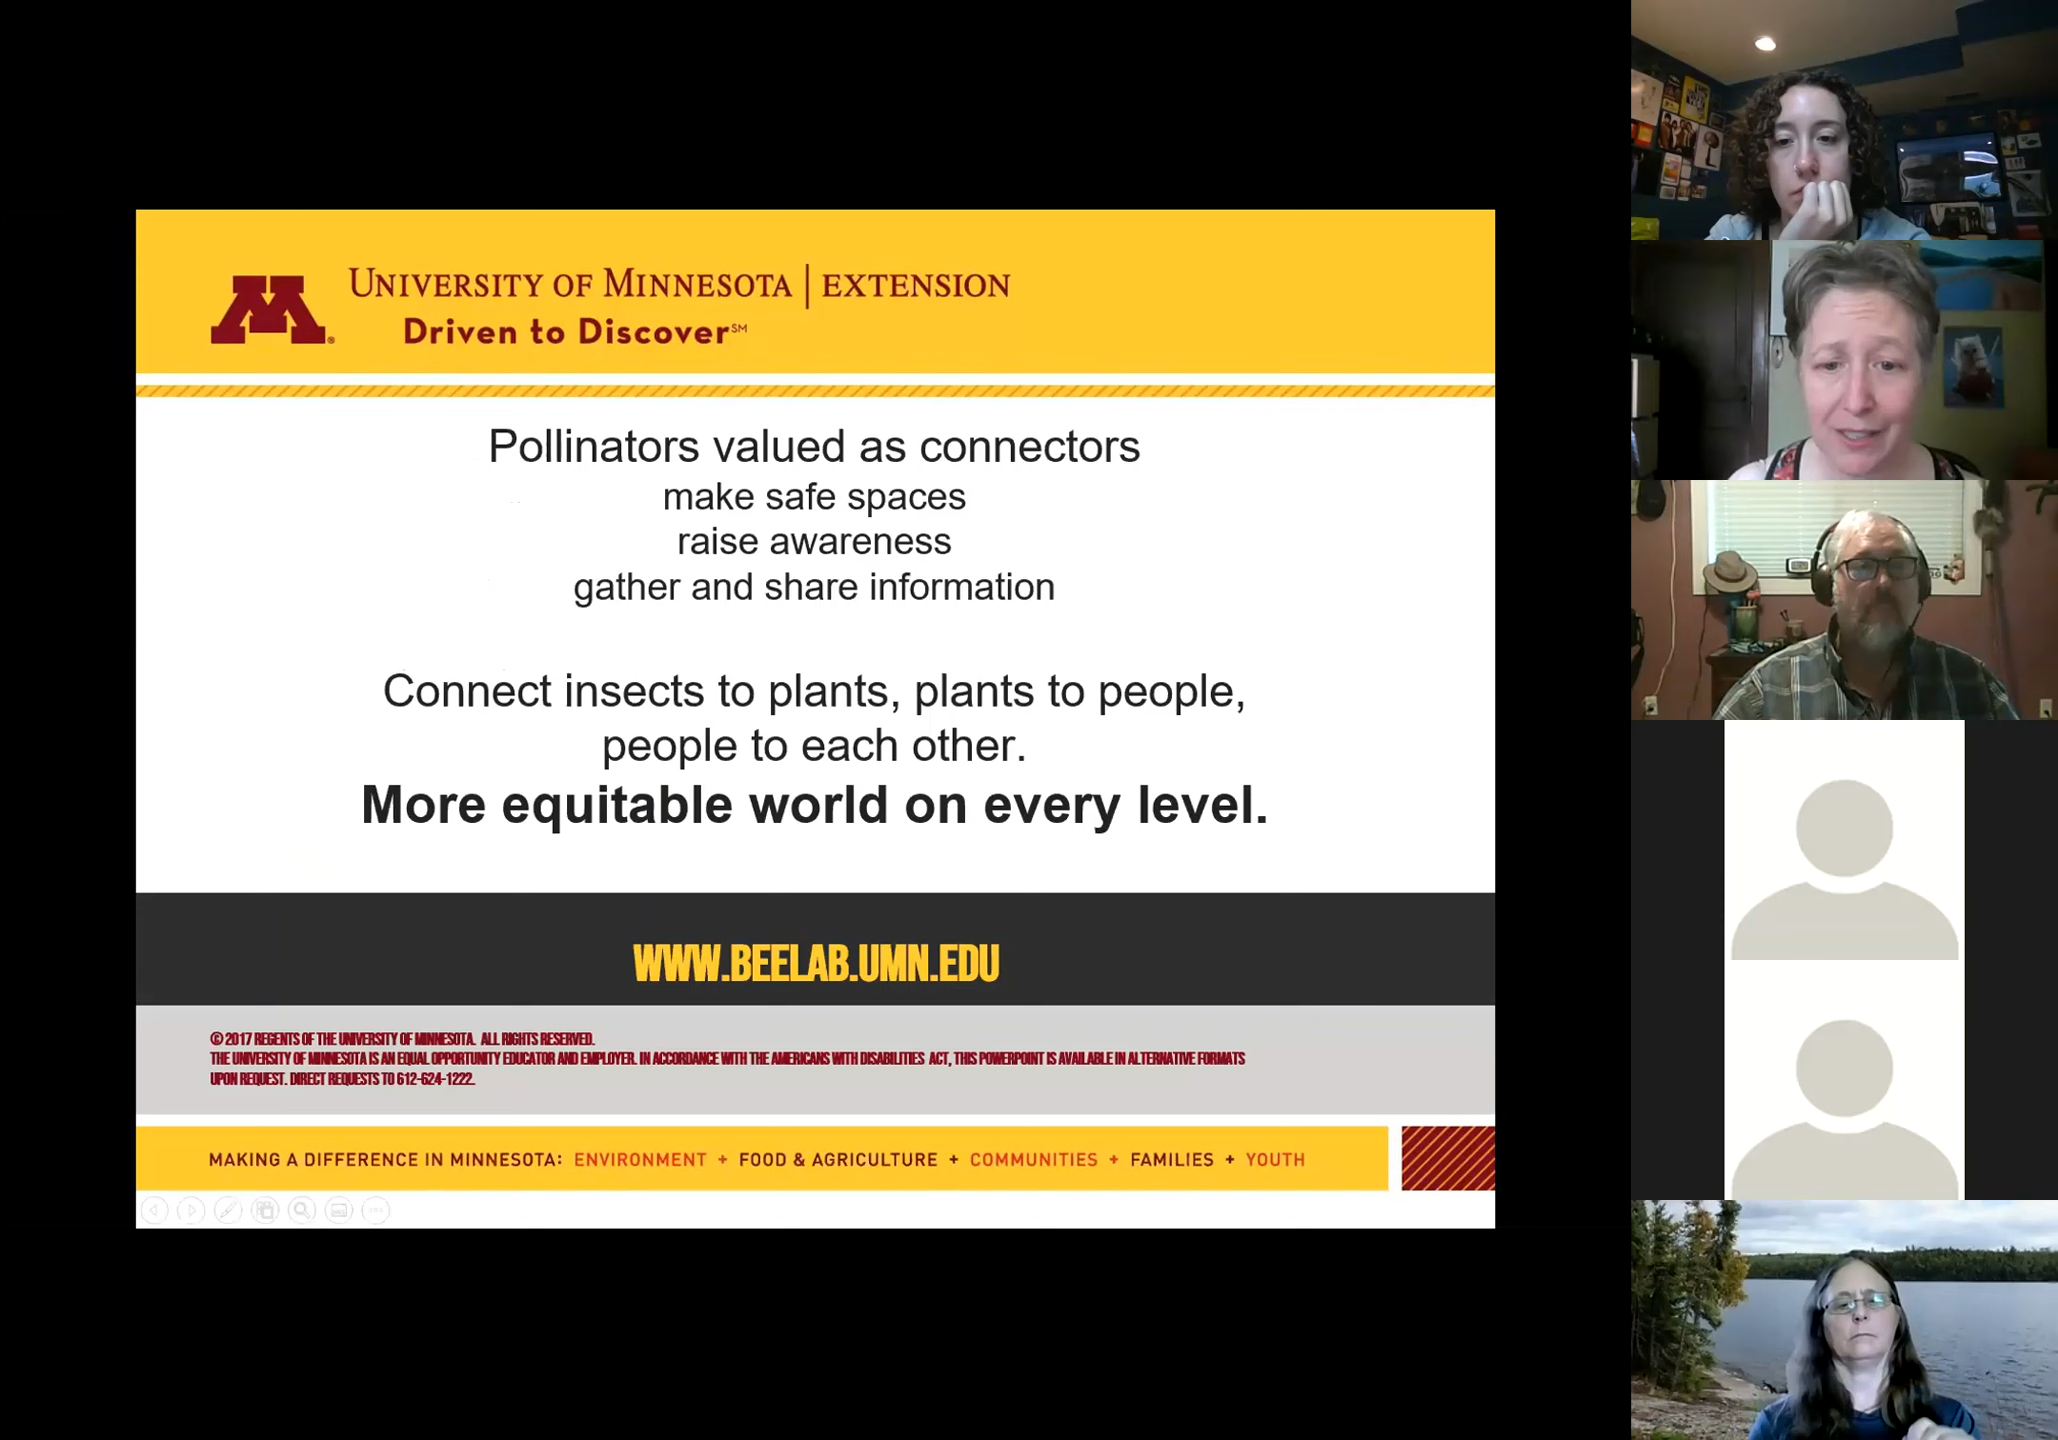 UNIVERSITY OF MINNESOTA | EXTENSION
Driven to Discover℠
Pollinators valued as connectors
make safe spaces
raise awareness
gather and share information
Connect insects to plants, plants to people,
people to each other.
More equitable world on every level.
WWW.BEELAB.UMN.EDU
© 2017 REGENTS OF THE UNIVERSITY OF MINNESOTA. ALL RIGHTS RESERVED.
THE UNIVERSITY OF MINNESOTA IS AN EQUAL OPPORTUNITY EDUCATOR AND EMPLOYER. IN ACCORDANCE WITH THE AMERICANS WITH DISABILITIES ACT, THIS POWERPOINT IS AVAILABLE IN ALTERNATIVE FORMATS
UPON REQUEST. DIRECT REQUESTS TO 612-624-1222.
MAKING A DIFFERENCE IN MINNESOTA: ENVIRONMENT + FOOD & AGRICULTURE + COMMUNITIES + FAMILIES + YOUTH